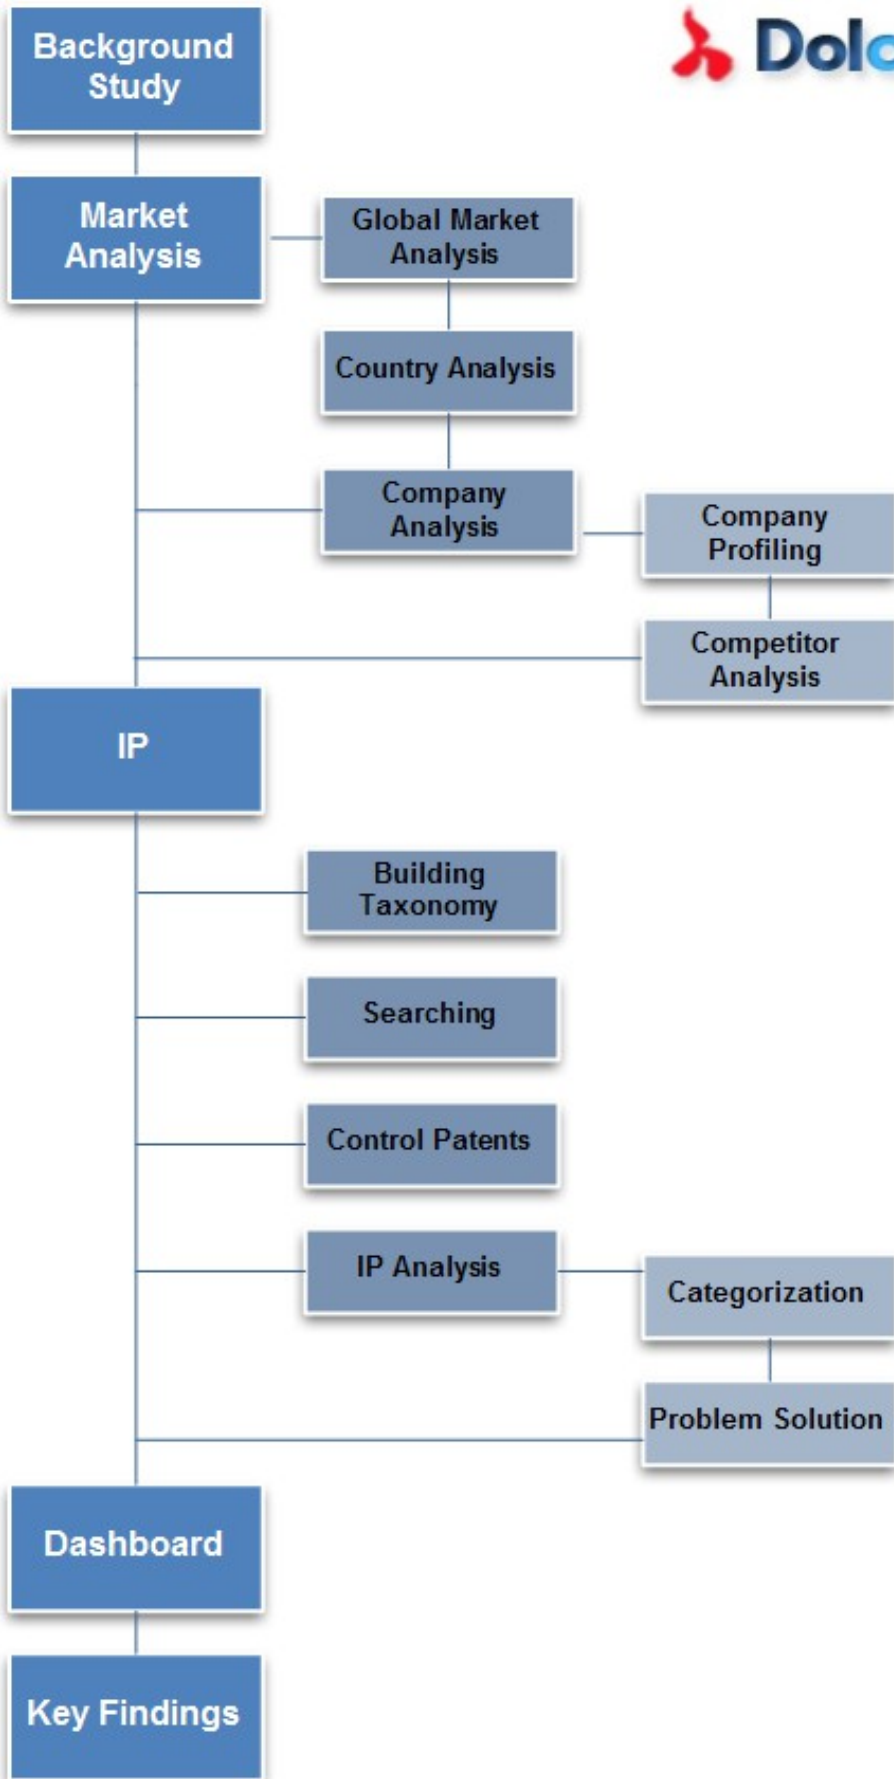 Background
Study
Market
Analysis
Global Market
Analysis
Country Analysis
Company
Analysis
Company
Profiling
Competitor
Analysis
IP
Building
Taxonomy
Searching
Control Patents
IP Analysis
Categorization
Problem Solution
Dashboard
Key Findings